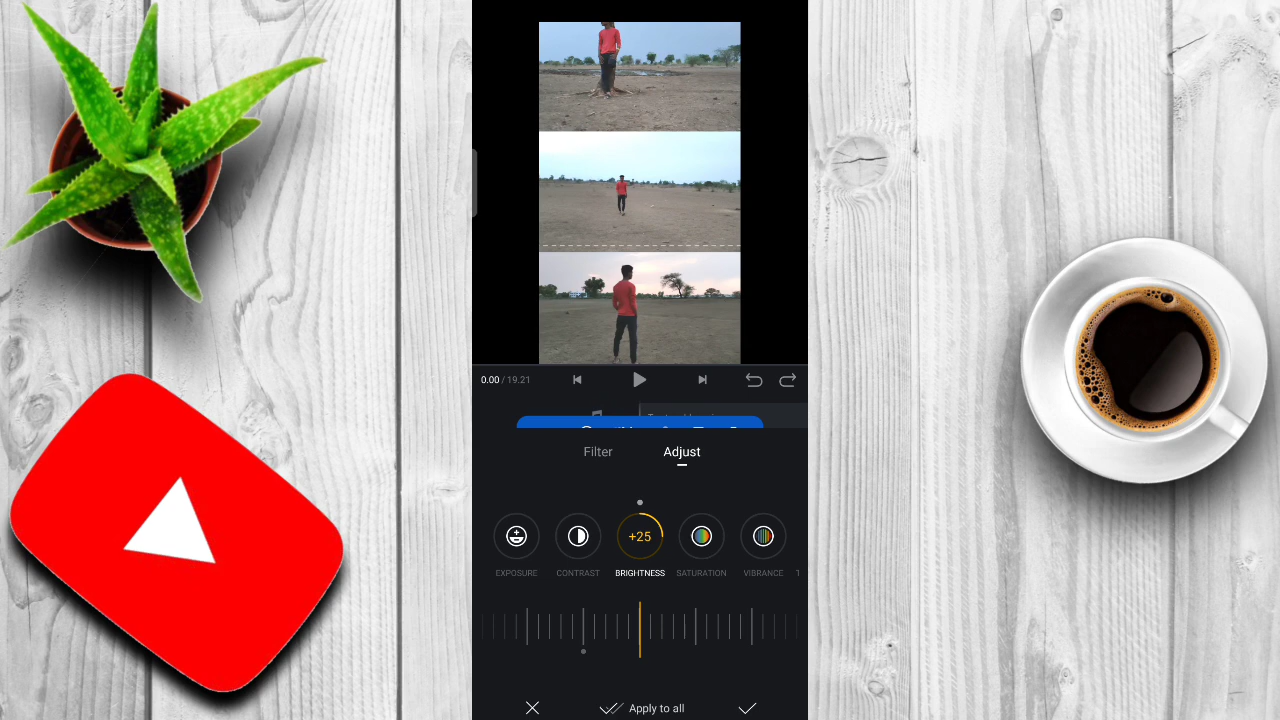 0.00 / 19.21
Filter
Adjust
+25
EXPOSURE
CONTRAST
BRIGHTNESS
SATURATION
VIBRANCE
Apply to all